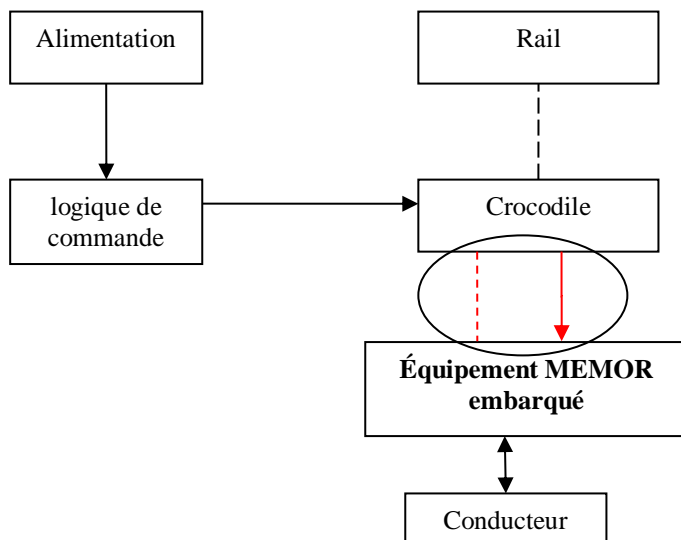 Alimentation
Rail
logique de
commande
Crocodile
Équipement MEMOR
embarqué
Conducteur